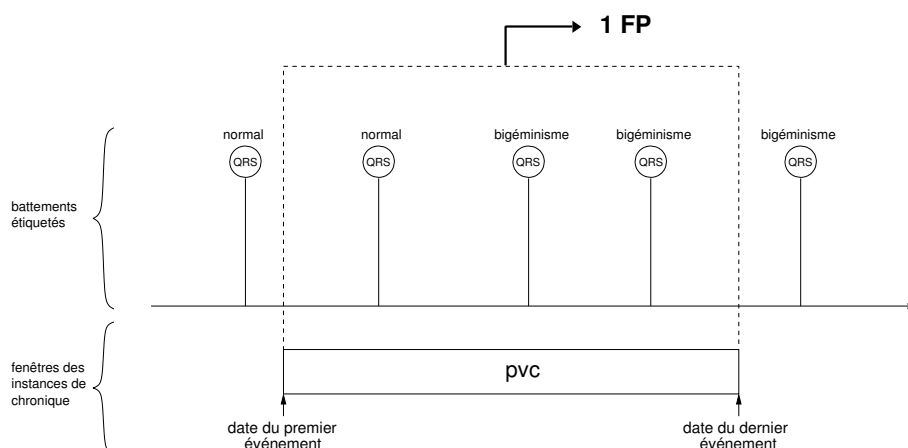 1 FP
normal
normal
bigéminisme
bigéminisme
bigéminisme
QRS
QRS
QRS
QRS
QRS
battements
étiquetés
fenêtres des
instances de
chronique
pvc
date du premier
événement
date du dernier
événement